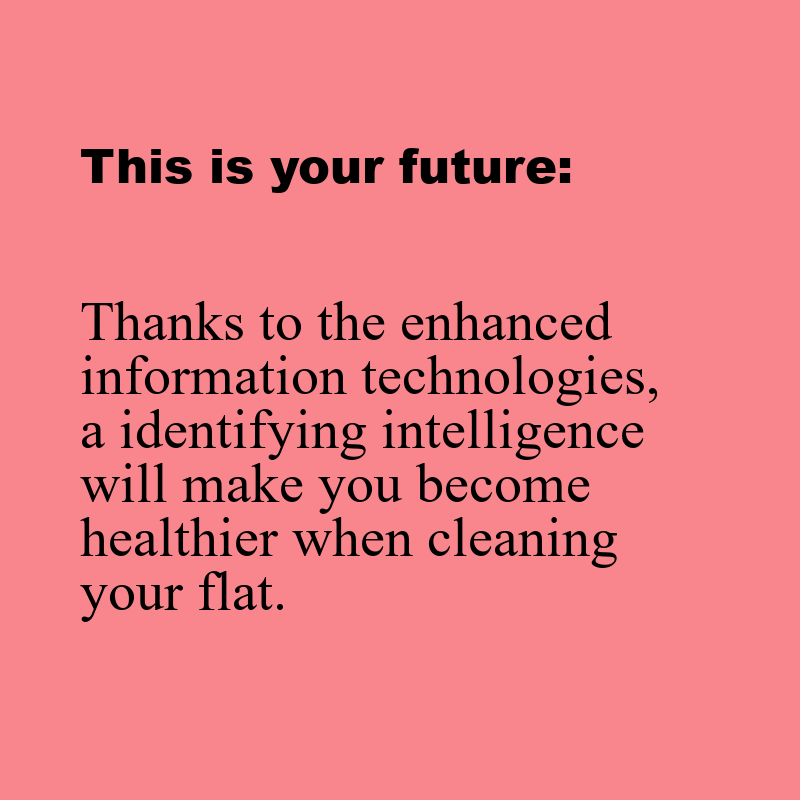 This is your future:
Thanks to the enhanced
information technologies,
a identifying intelligence
will make you become
healthier when cleaning
your flat.